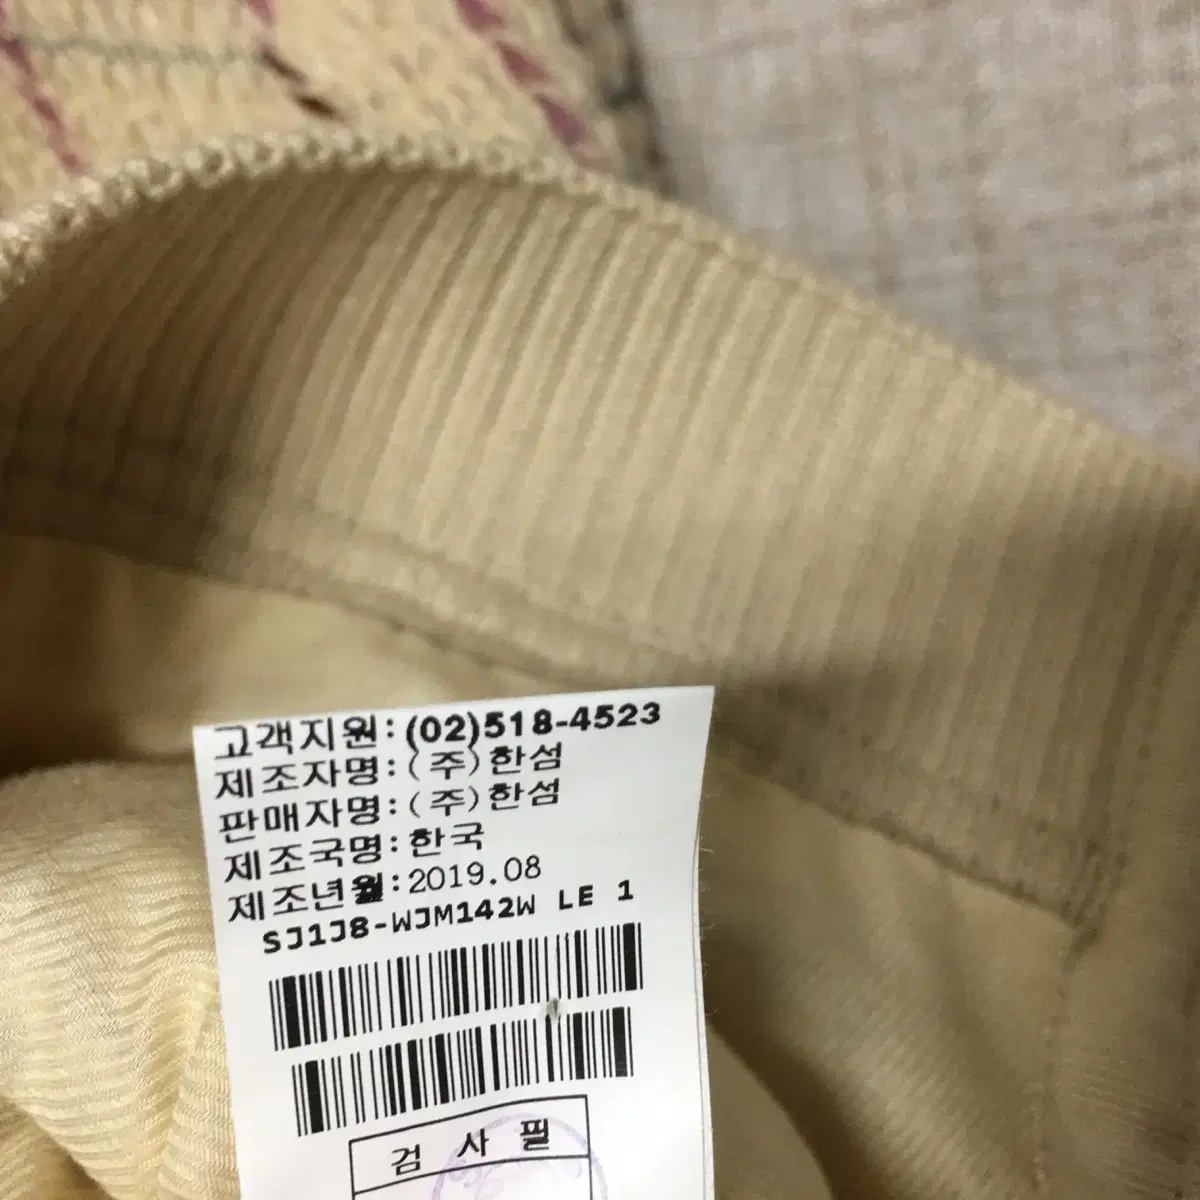 고객지원:(02)518-4523
제조자명:(주)한섬
판매자명:(주)한섬
제조국명:한국
제조년월:2019.08
SJ1J8-WJM142W LE 1
검 사 필